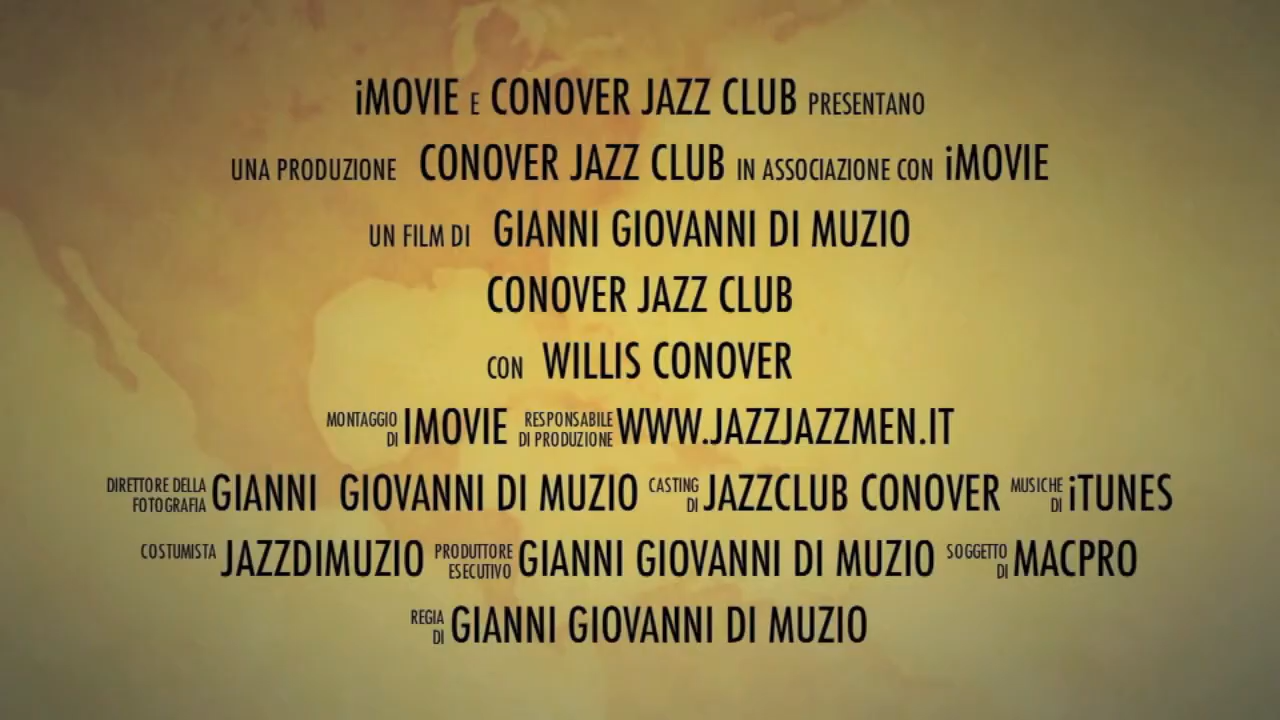 iMOVIE E CONOVER JAZZ CLUB PRESENTANO
UNA PRODUZIONE CONOVER JAZZ CLUB IN ASSOCIAZIONE CON iMOVIE
UN FILM DI GIANNI GIOVANNI DI MUZIO
CONOVER JAZZ CLUB
CON WILLIS CONOVER
MONTAGGIO DI IMOVIE RESPONSABILE DI PRODUZIONE WWW.JAZZJAZZMEN.IT
DIRETTORE DELLA FOTOGRAFIA GIANNI GIOVANNI DI MUZIO CASTING DI JAZZCLUB CONOVER MUSICHE DI iTUNES
COSTUMISTA JAZZDIMUZIO PRODUTTORE ESECUTIVO GIANNI GIOVANNI DI MUZIO SOGGETTO DI MACPRO
REGIA DI GIANNI GIOVANNI DI MUZIO